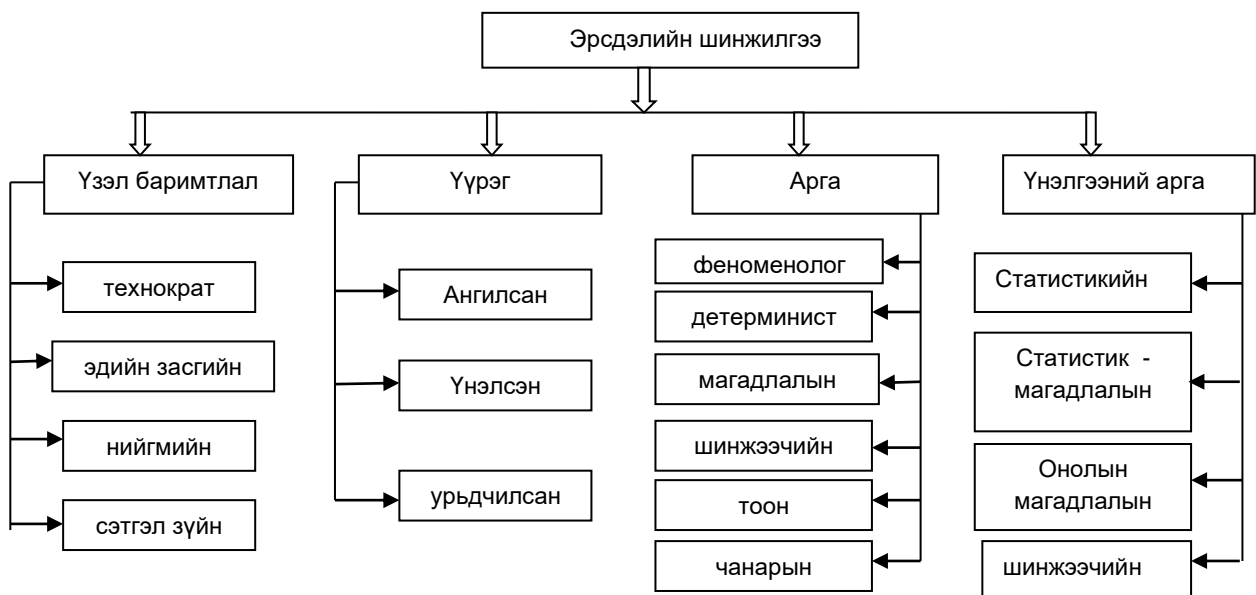 Эрсдэлийн шинжилгээ
Үзэл баримтлал
технократ
эдийн засгийн
нийгмийн
сэтгэл зүйн
Үүрэг
Ангилсан
Үнэлсэн
урьдчилсан
Арга
феноменолог
детерминист
магадлалын
шинжээчийн
тоон
чанарын
Үнэлгээний арга
Статистикийн
Статистик -
магадлалын
Онолын
магадлалын
шинжээчийн